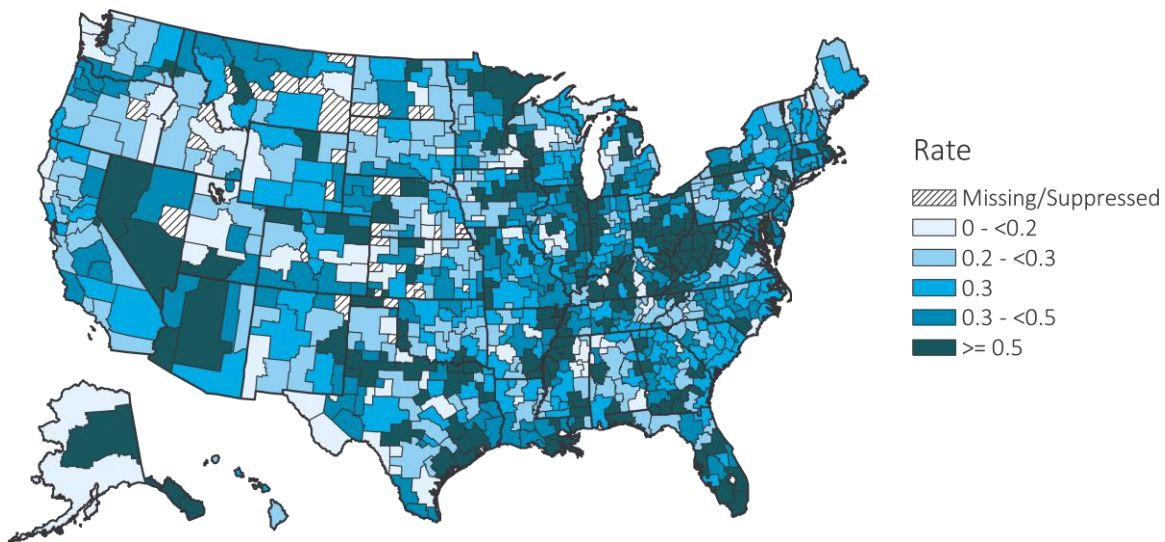 Rate
Missing/Suppressed
0 - <0.2
0.2 - <0.3
0.3
0.3 - <0.5
>= 0.5